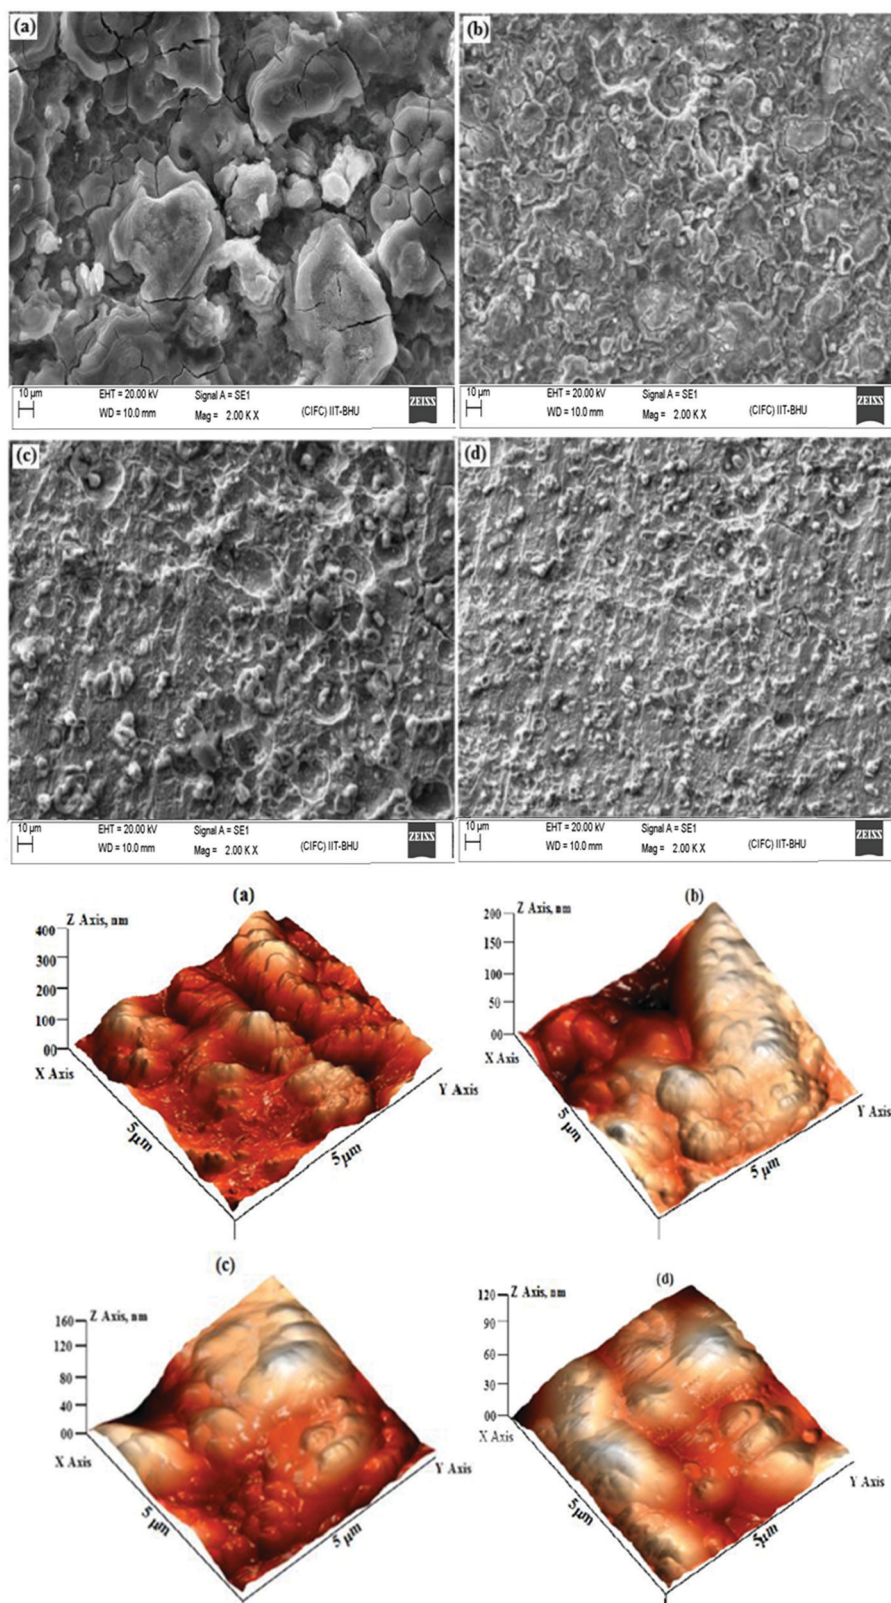 (a)
(b)
10 µm
EHT = 20.00 kV
Signal A = SE1
WD = 10.0 mm
Mag = 2.00 K X
(CIFC) IIT-BHU
ZEISS
10 µm
EHT = 20.00 kV
Signal A = SE1
WD = 10.0 mm
Mag = 2.00 K X
(CIFC) IIT-BHU
ZEISS
(c)
(d)
10 µm
EHT = 20.00 kV
Signal A = SE1
WD = 10.0 mm
Mag = 2.00 K X
(CIFC) IIT-BHU
ZEISS
10 µm
EHT = 20.00 kV
Signal A = SE1
WD = 10.0 mm
Mag = 2.00 K X
(CIFC) IIT-BHU
ZEISS
(a)
Z Axis, nm
400
300
200
100
00
X Axis
Y Axis
5 µm
5 µm
(b)
Z Axis, nm
200
150
100
50
00
X Axis
Y Axis
5 µm
5 µm
(c)
Z Axis, nm
160
120
80
40
00
X Axis
Y Axis
5 µm
5 µm
(d)
Z Axis, nm
120
90
60
30
00
X Axis
Y Axis
5 µm
5µm